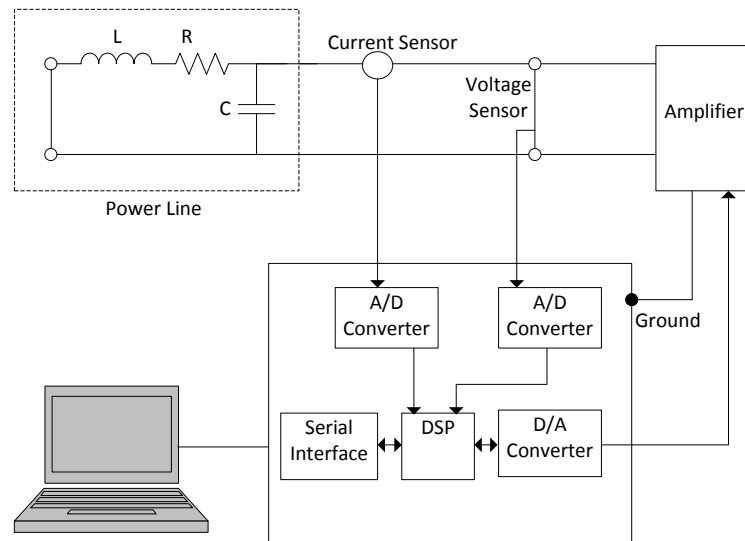 L
R
C
Power Line
Current Sensor
Voltage
Sensor
Amplifier
A/D
Converter
A/D
Converter
Ground
Serial
Interface
DSP
D/A
Converter